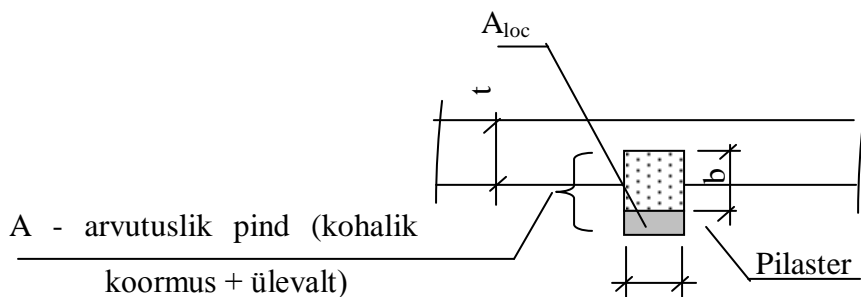 A_loc
t
b
A - arvutuslik pind (kohalik
koormus + ülevalt)
Pilaster